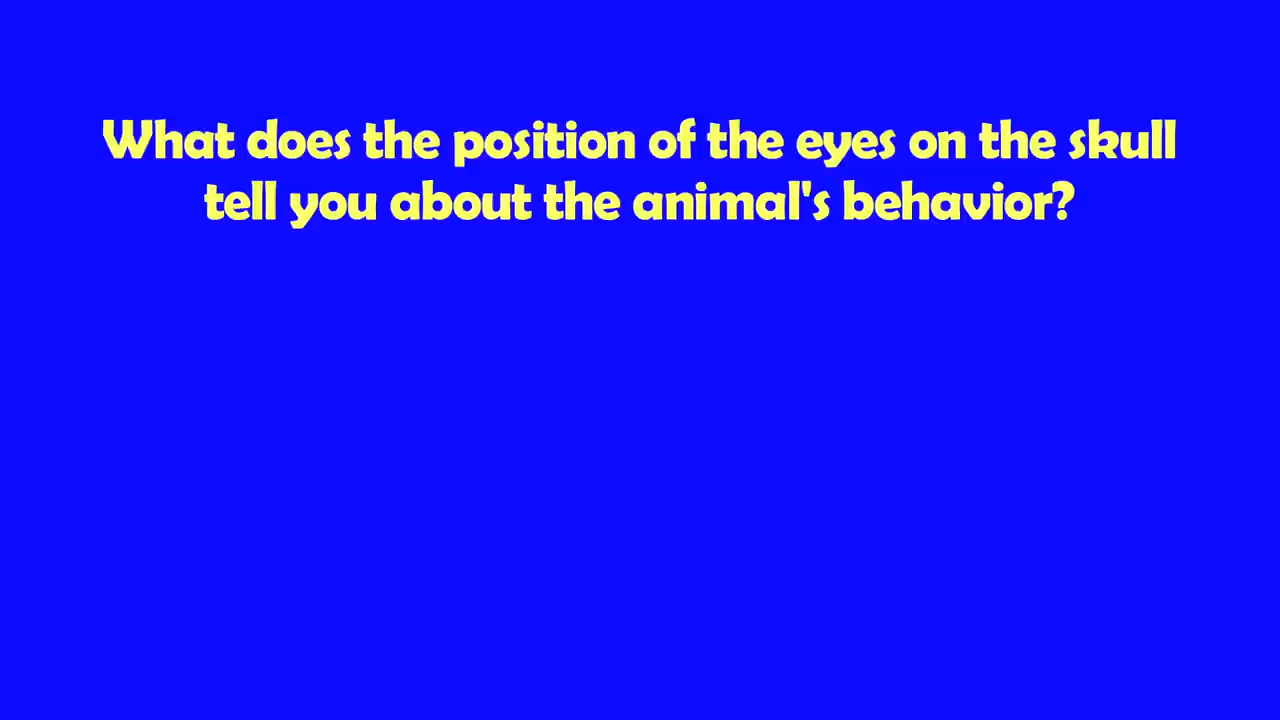 What does the position of the eyes on the skull
tell you about the animal's behavior?